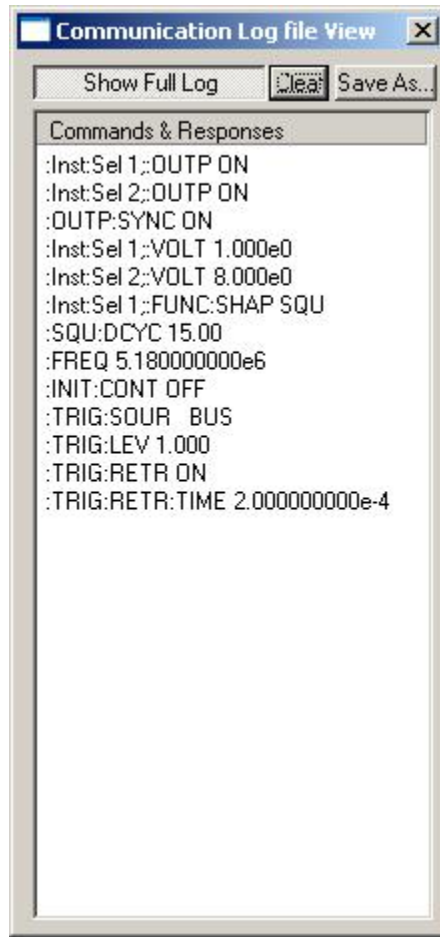 Communication Log file View
Show Full Log Clear Save As...
Commands & Responses
:Inst:Sel 1;:OUTP ON
:Inst:Sel 2;:OUTP ON
:OUTP:SYNC ON
:Inst:Sel 1;:VOLT 1.000e0
:Inst:Sel 2;:VOLT 8.000e0
:Inst:Sel 1;:FUNC:SHAP SQU
:SQU:DCYC 15.00
:FREQ 5.180000000e6
:INIT:CONT OFF
:TRIG:SOUR   BUS
:TRIG:LEV 1.000
:TRIG:RETR ON
:TRIG:RETR:TIME 2.000000000e-4